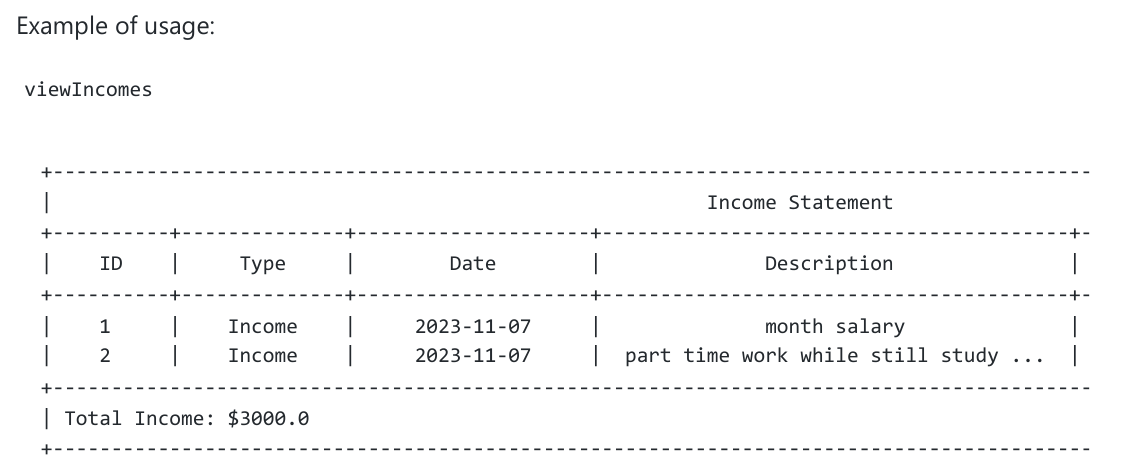 Example of usage:
viewIncomes
+-----------------------------------------------------------------------------------------
|                                                        Income Statement
+----------+--------------+--------------------+----------------------------------------+-
|    ID    |     Type     |        Date        |              Description               |
+----------+--------------+--------------------+----------------------------------------+-
|    1     |    Income    |     2023-11-07     |              month salary              |
|    2     |    Income    |     2023-11-07     |  part time work while still study ...  |
+-----------------------------------------------------------------------------------------
| Total Income: $3000.0
+-----------------------------------------------------------------------------------------